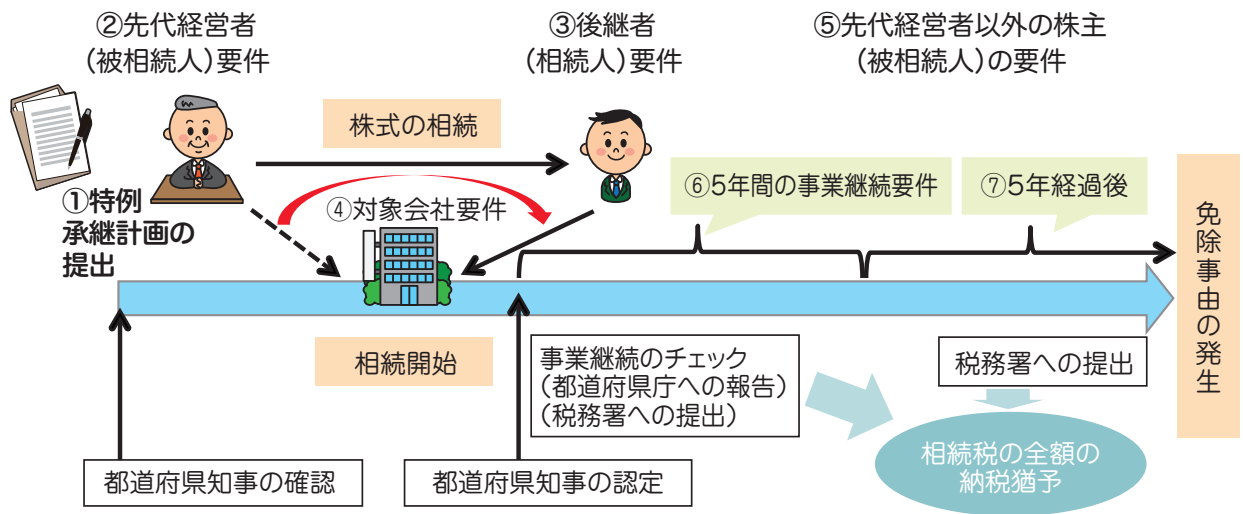 ②先代経営者
(被相続人)要件
③後継者
(相続人)要件
⑤先代経営者以外の株主
(被相続人)の要件
株式の相続
①特例
承継計画の
提出
④対象会社要件
⑥5年間の事業継続要件
⑦5年経過後
免除事由の発生
相続開始
事業継続のチェック
(都道府県庁への報告)
(税務署への提出)
税務署への提出
相続税の全額の
納税猶予
都道府県知事の確認
都道府県知事の認定